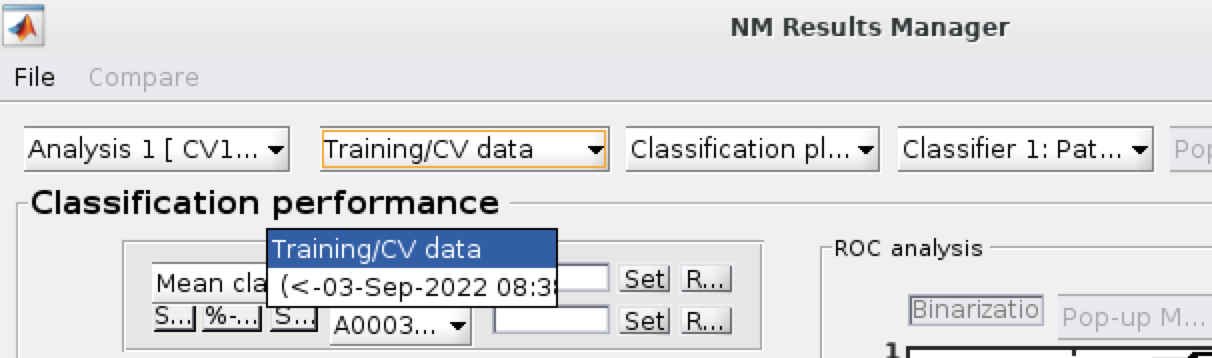 NM Results Manager
File Compare
Analysis 1 [ CV1... Training/CV data Classification pl... Classifier 1: Pat... Pop
Classification performance
Training/CV data
ROC analysis
Mean cla (<-03-Sep-2022 08:3 Set R...
S... %-... S... A0003... Set R...
Binarizatio Pop-up M...
1